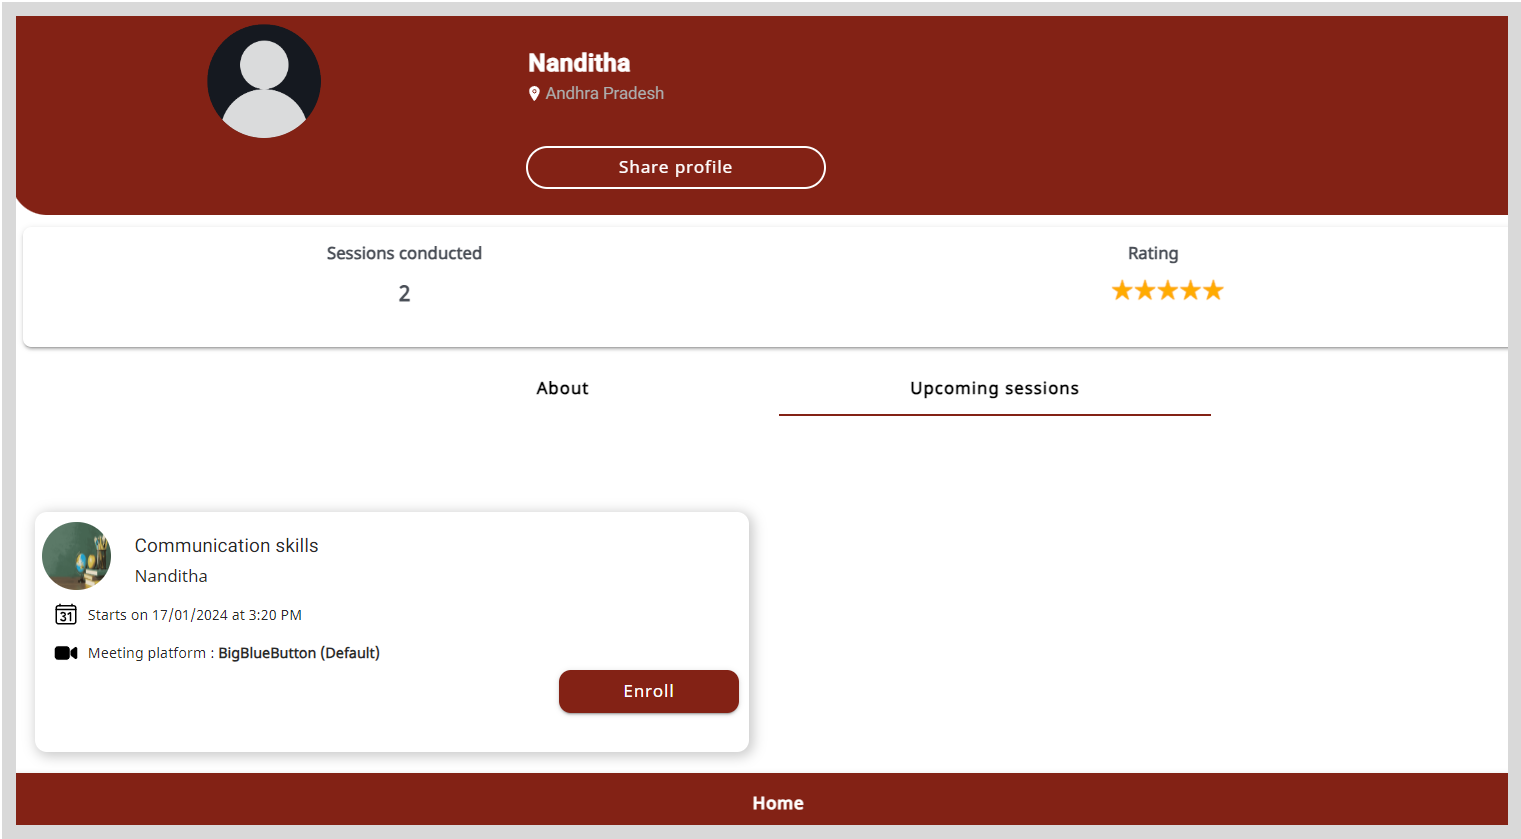 Nanditha
Andhra Pradesh
Share profile
Sessions conducted
2
Rating
About
Upcoming sessions
Communication skills
Nanditha
31
Starts on 17/01/2024 at 3:20 PM
Meeting platform : BigBlueButton (Default)
Enroll
Home